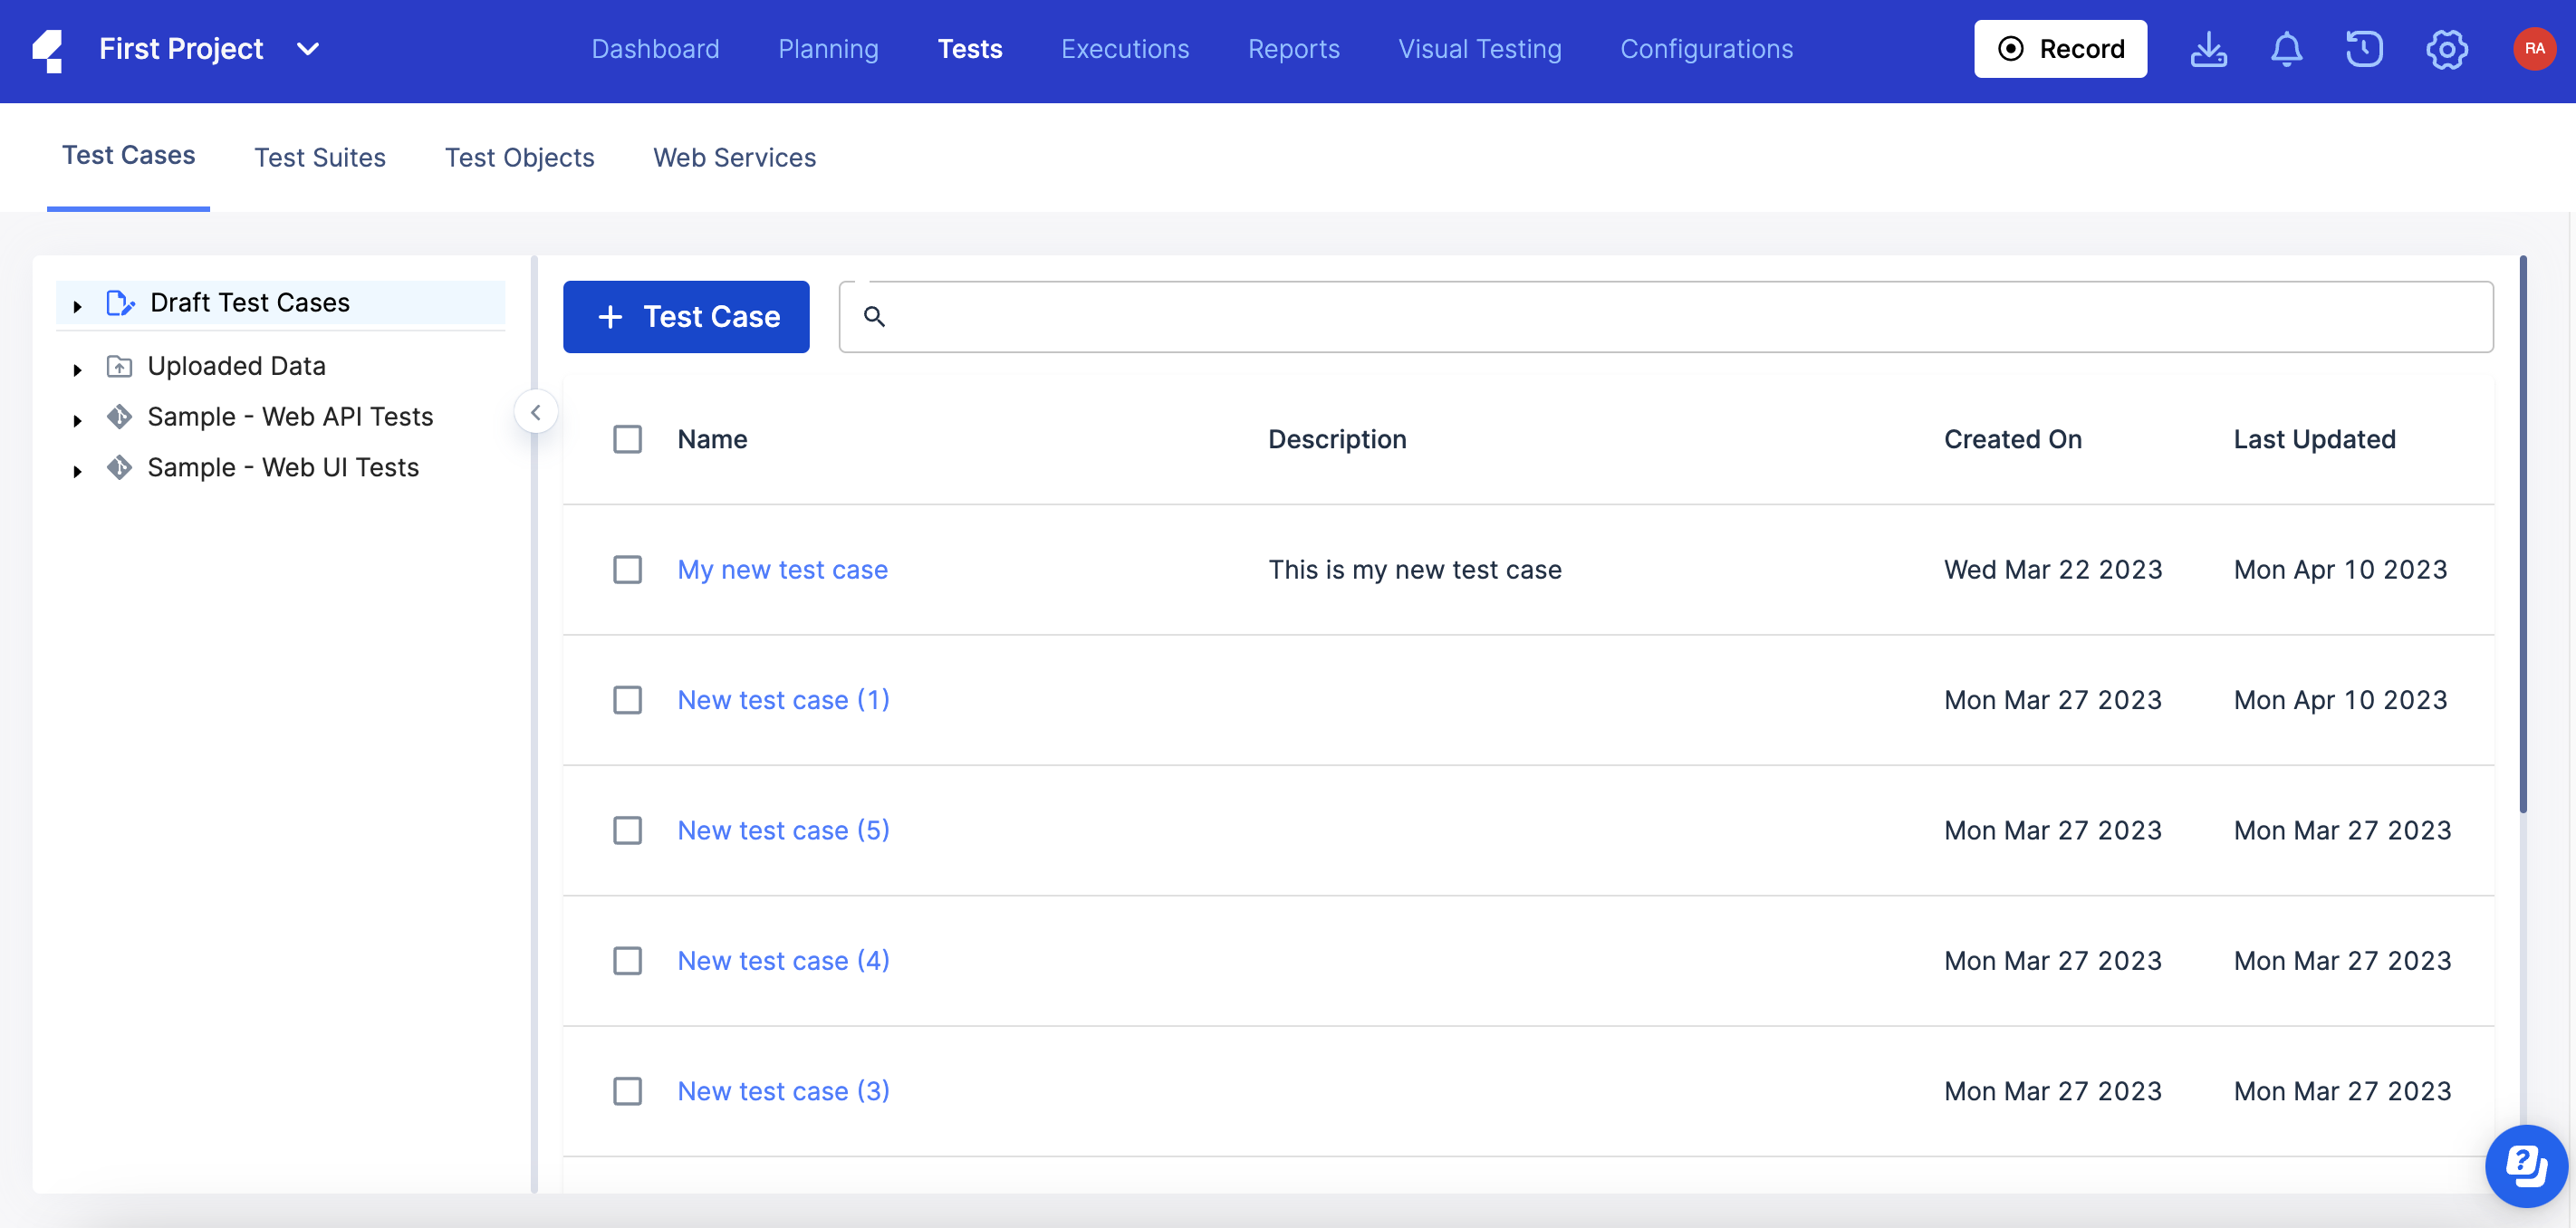 First Project Dashboard Planning Tests Executions Reports Visual Testing Configurations Record RA
Test Cases Test Suites Test Objects Web Services
Draft Test Cases
Uploaded Data
Sample - Web API Tests
Sample - Web UI Tests
+ Test Case
Name Description Created On Last Updated
My new test case This is my new test case Wed Mar 22 2023 Mon Apr 10 2023
New test case (1) Mon Mar 27 2023 Mon Apr 10 2023
New test case (5) Mon Mar 27 2023 Mon Mar 27 2023
New test case (4) Mon Mar 27 2023 Mon Mar 27 2023
New test case (3) Mon Mar 27 2023 Mon Mar 27 2023
?